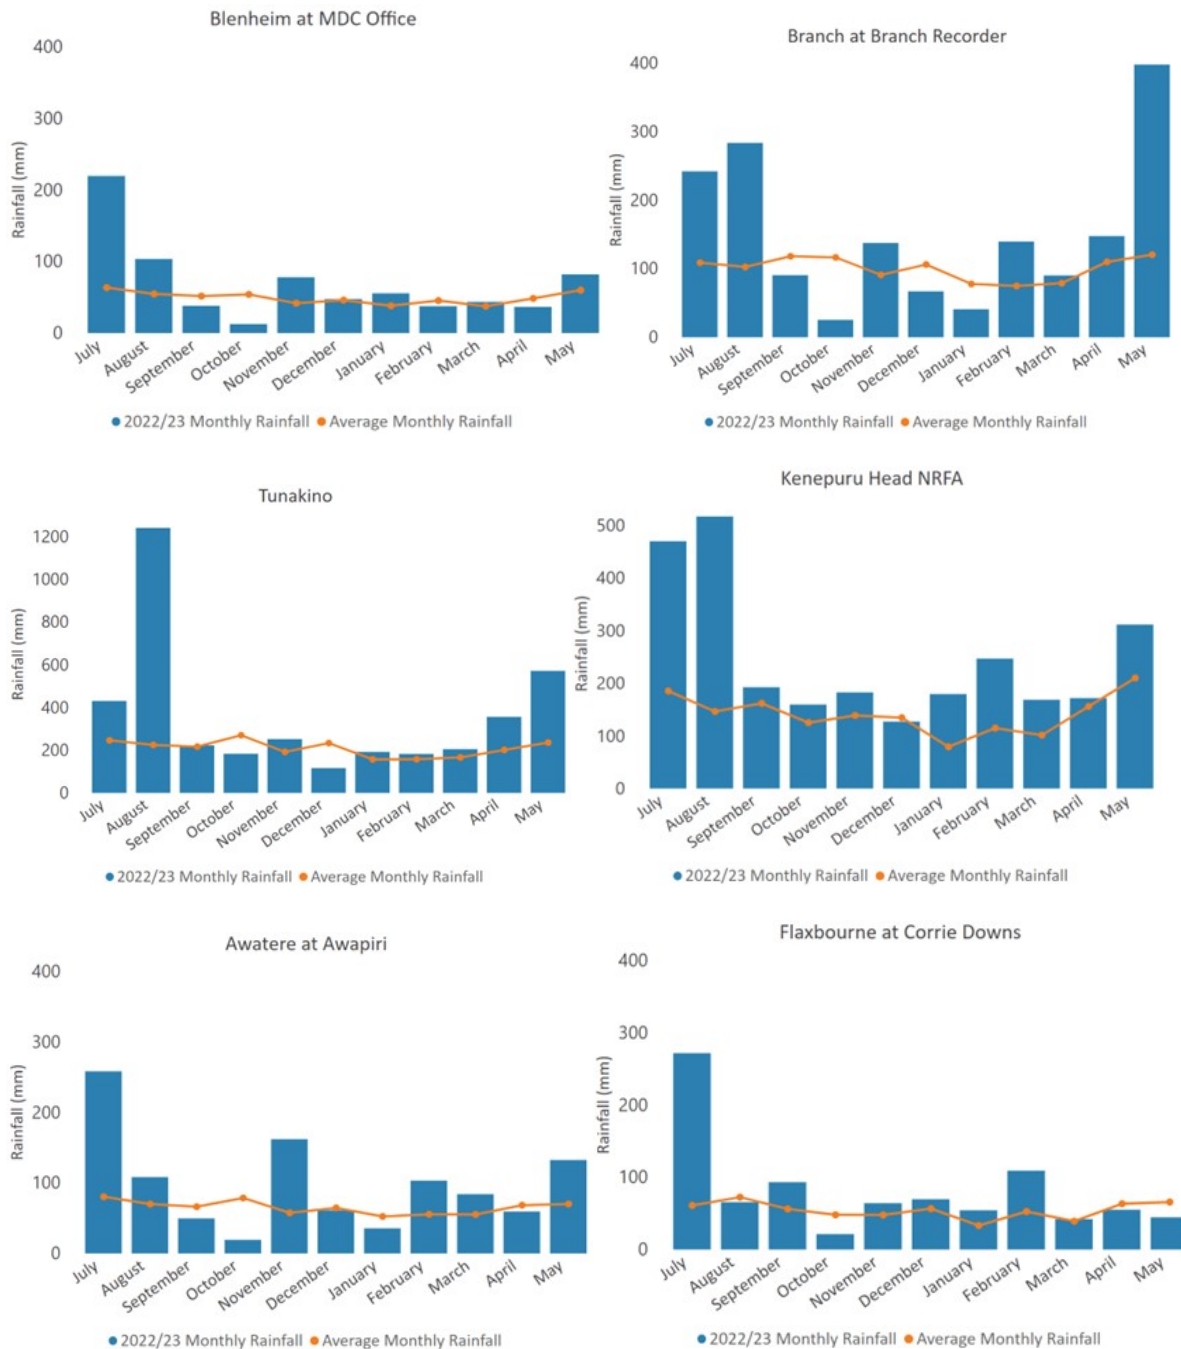 Blenheim at MDC Office
400
300
200
100
0
Rainfall (mm)
July
August
September
October
November
December
January
February
March
April
May
2022/23 Monthly Rainfall Average Monthly Rainfall
Branch at Branch Recorder
400
300
200
100
0
Rainfall (mm)
July
August
September
October
November
December
January
February
March
April
May
2022/23 Monthly Rainfall Average Monthly Rainfall
Tunakino
1200
1000
800
600
400
200
0
Rainfall (mm)
July
August
September
October
November
December
January
February
March
April
May
2022/23 Monthly Rainfall Average Monthly Rainfall
Kenepuru Head NRFA
500
400
300
200
100
0
Rainfall (mm)
July
August
September
October
November
December
January
February
March
April
May
2022/23 Monthly Rainfall Average Monthly Rainfall
Awatere at Awapiri
400
300
200
100
0
Rainfall (mm)
July
August
September
October
November
December
January
February
March
April
May
2022/23 Monthly Rainfall Average Monthly Rainfall
Flaxbourne at Corrie Downs
400
300
200
100
0
Rainfall (mm)
July
August
September
October
November
December
January
February
March
April
May
2022/23 Monthly Rainfall Average Monthly Rainfall